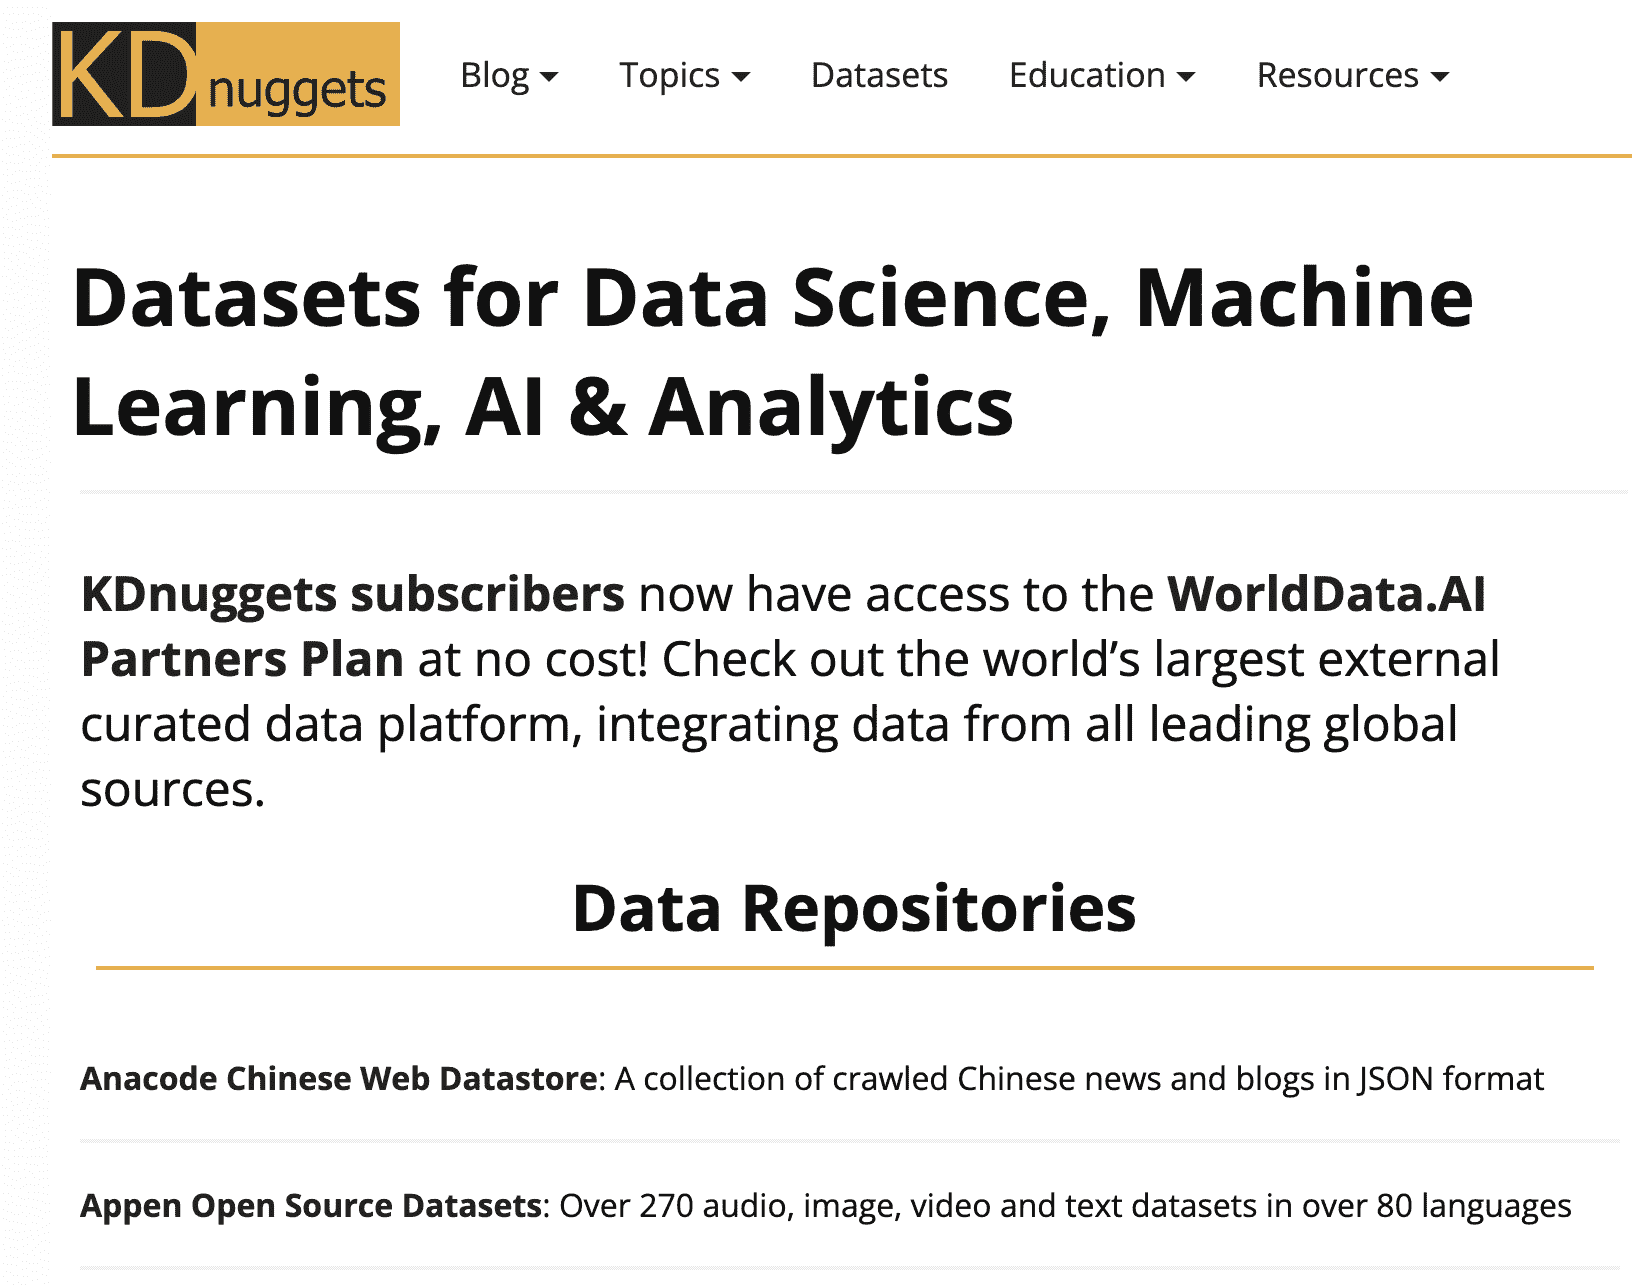 KDnuggets
Blog
Topics
Datasets
Education
Resources
Datasets for Data Science, Machine
Learning, AI & Analytics
KDnuggets subscribers now have access to the WorldData.AI
Partners Plan at no cost! Check out the world’s largest external
curated data platform, integrating data from all leading global
sources.
Data Repositories
Anacode Chinese Web Datastore: A collection of crawled Chinese news and blogs in JSON format
Appen Open Source Datasets: Over 270 audio, image, video and text datasets in over 80 languages